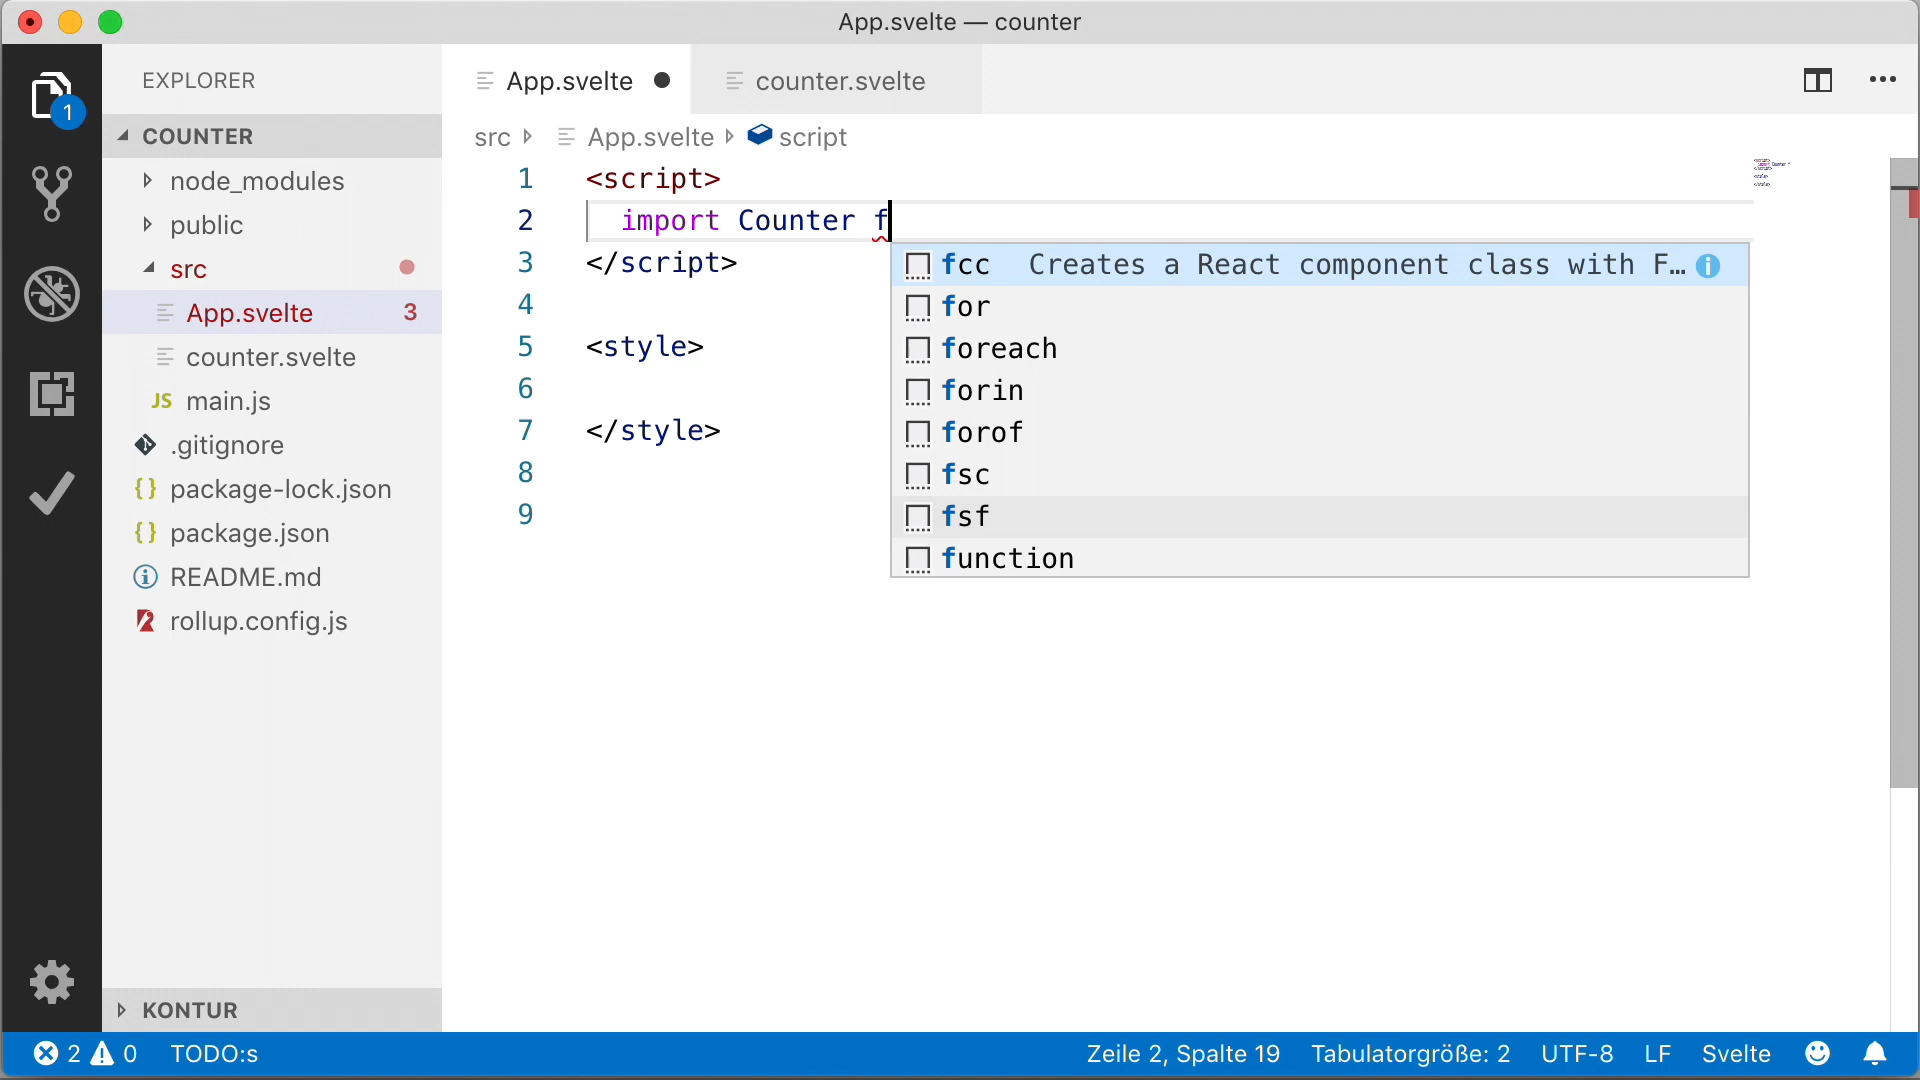 App.svelte — counter
1
EXPLORER
COUNTER
node_modules
public
src
App.svelte 3
counter.svelte
JS main.js
.gitignore
{} package-lock.json
{} package.json
README.md
rollup.config.js
KONTUR
App.svelte
counter.svelte
src App.svelte script
1 <script>
2 import Counter f
3 </script>
4
5 <style>
6
7 </style>
8
9
fcc Creates a React component class with F…
for
foreach
forin
forof
fsc
fsf
function
2 0 TODO:s
Zeile 2, Spalte 19 Tabulatorgröße: 2 UTF-8 LF Svelte